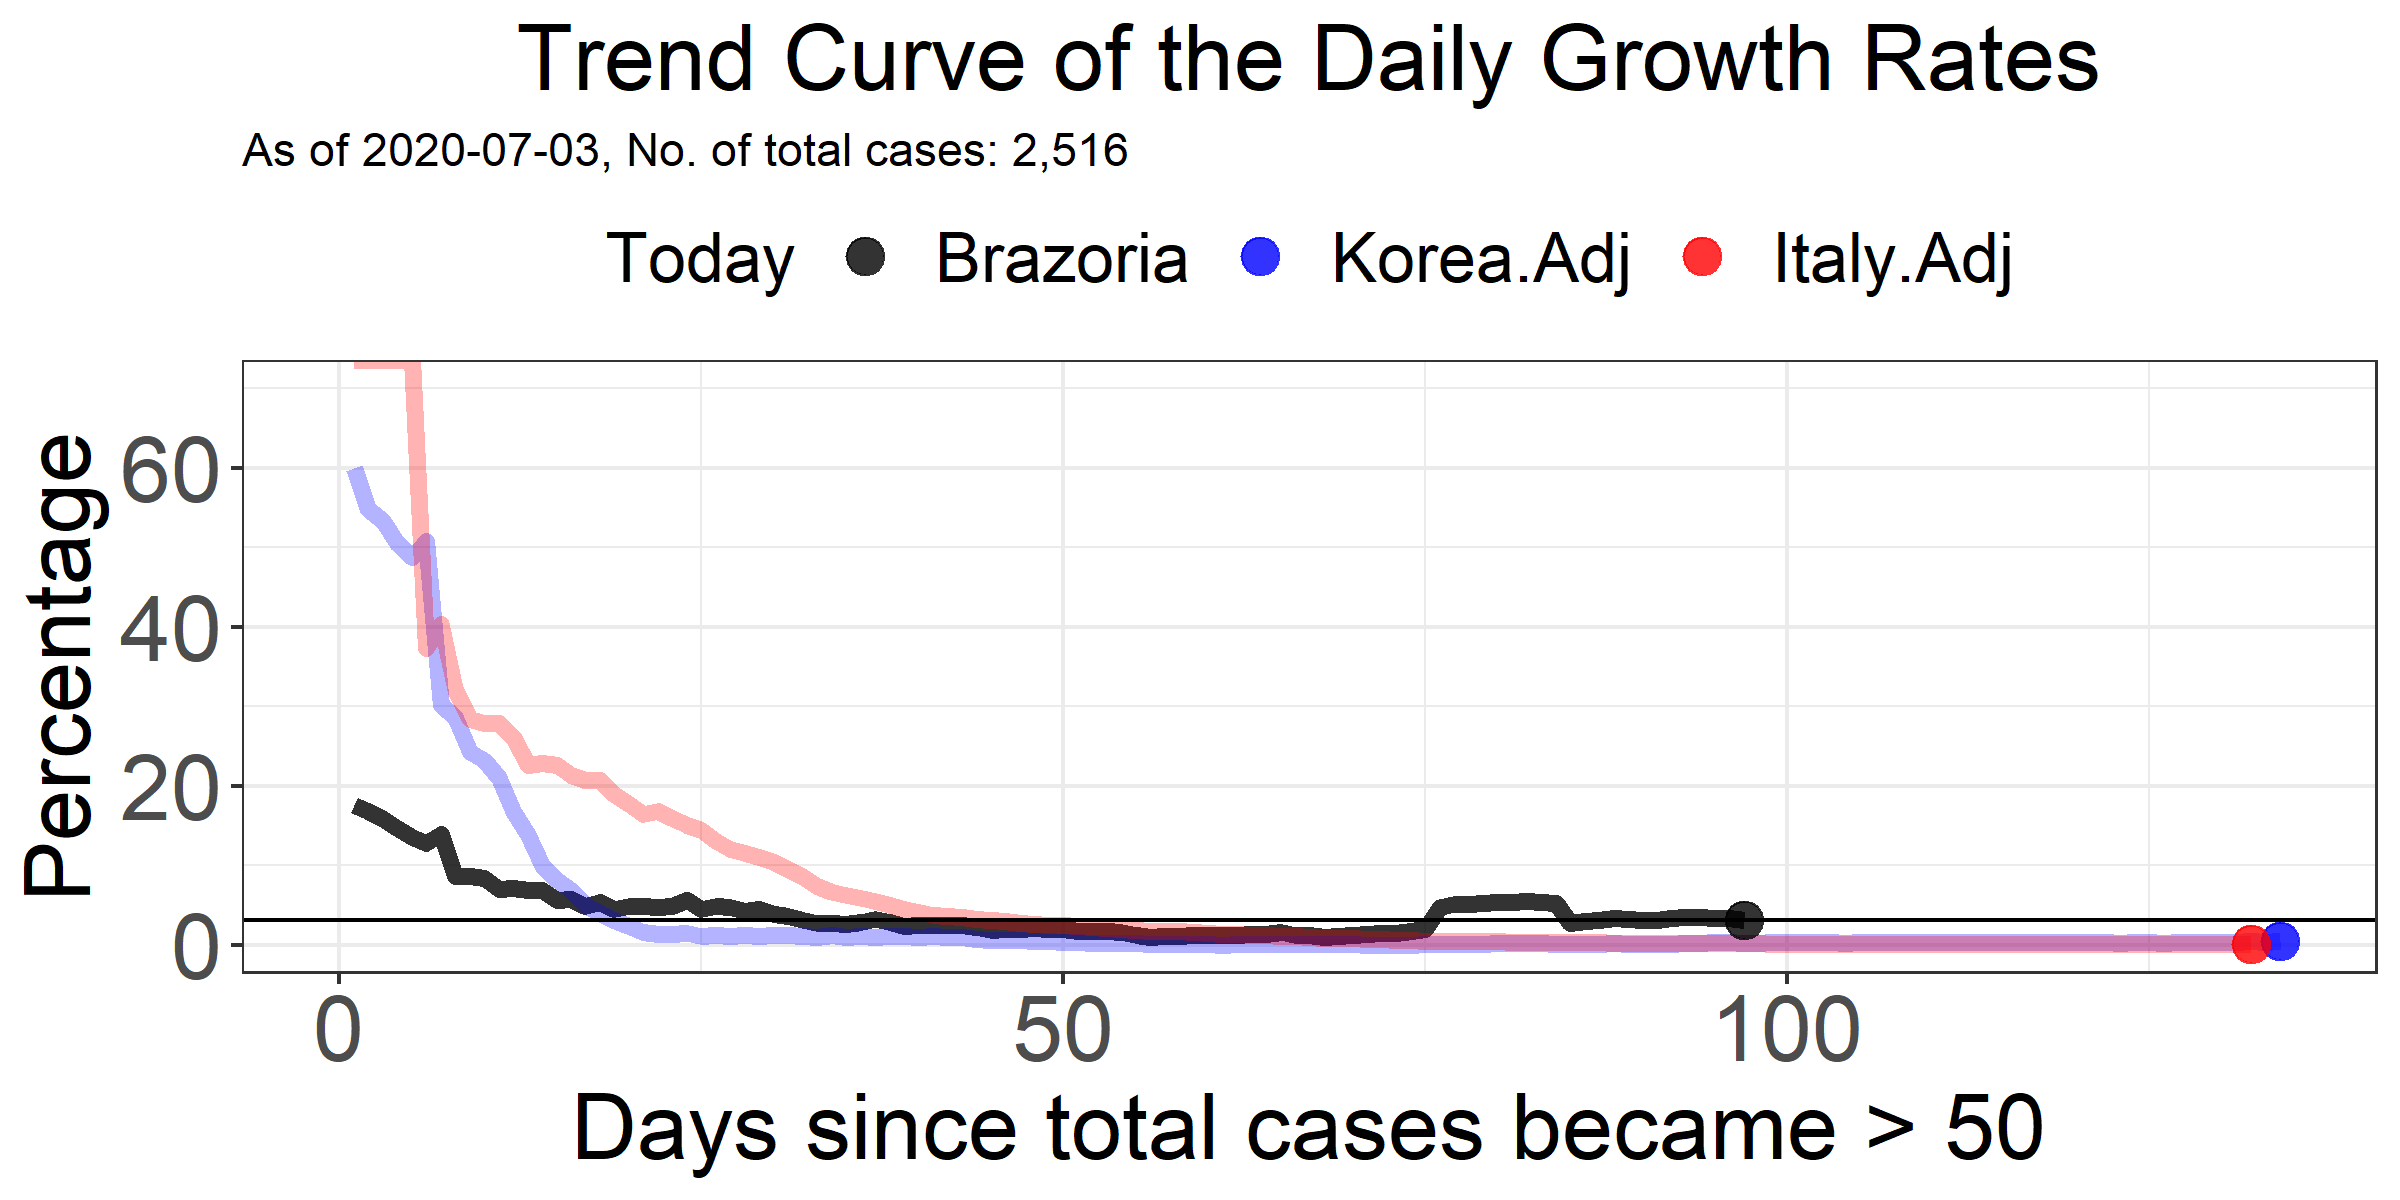 Trend Curve of the Daily Growth Rates
As of 2020-07-03, No. of total cases: 2,516
Today Brazoria Korea.Adj Italy.Adj
Percentage
60
40
20
0
0 50 100
Days since total cases became > 50